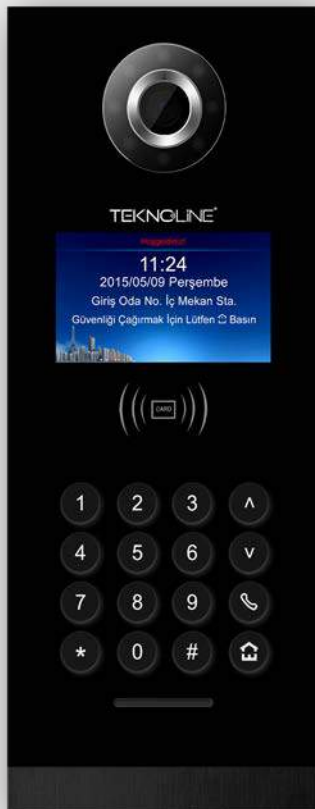 TEKNOLINE
Hoşgeldiniz!
11:24
2015/05/09 Perşembe
Giriş Oda No. İç Mekan Sta.
Güvenliği Çağırmak İçin Lütfen Basın
CARD
1 2 3
4 5 6
7 8 9
* 0 #